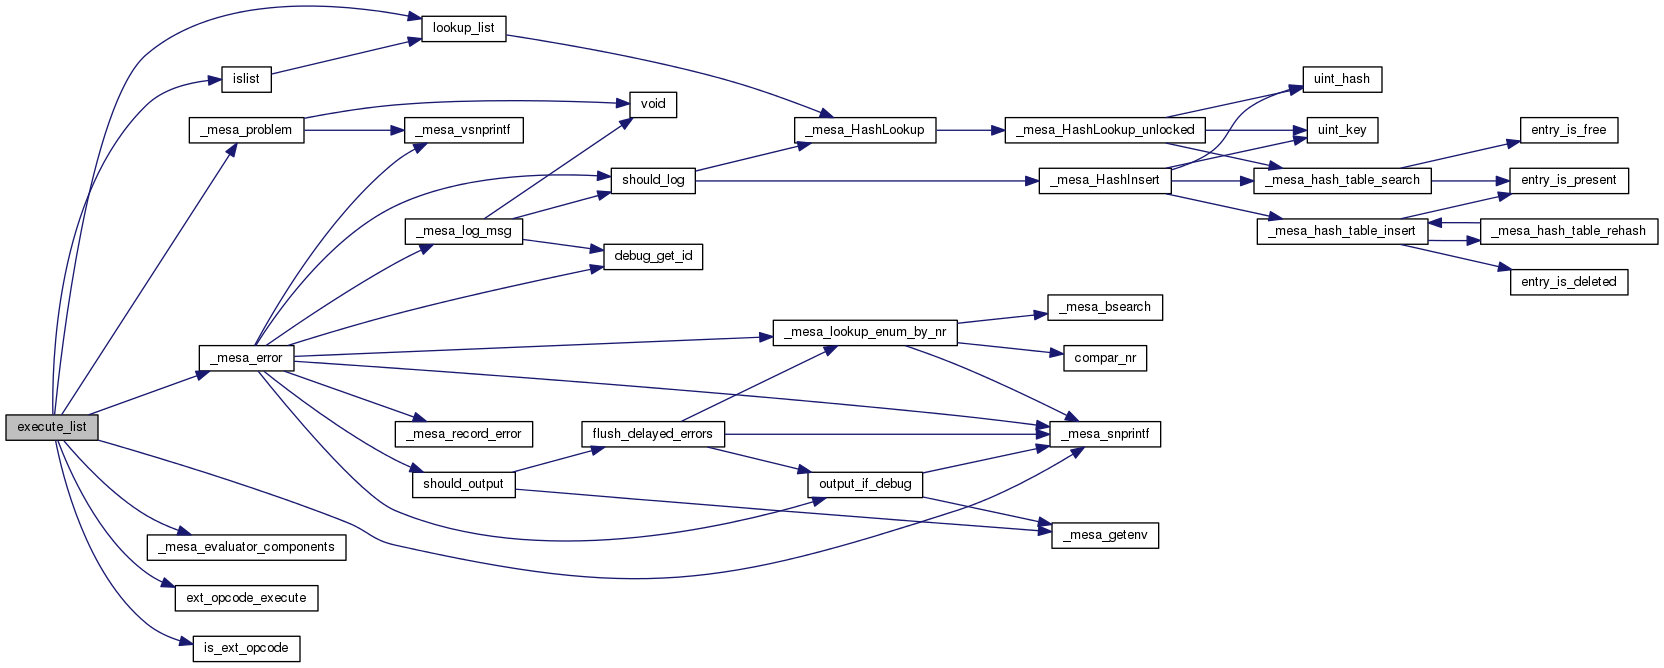 lookup_list
islist
uint_hash
void
_mesa_problem
_mesa_vsnprintf
_mesa_HashLookup
_mesa_HashLookup_unlocked
uint_key
entry_is_free
should_log
_mesa_HashInsert
_mesa_hash_table_search
entry_is_present
_mesa_log_msg
_mesa_hash_table_insert
_mesa_hash_table_rehash
debug_get_id
entry_is_deleted
_mesa_bsearch
_mesa_lookup_enum_by_nr
_mesa_error
compar_nr
execute_list
_mesa_record_error
flush_delayed_errors
_mesa_snprintf
should_output
output_if_debug
_mesa_getenv
_mesa_evaluator_components
ext_opcode_execute
is_ext_opcode